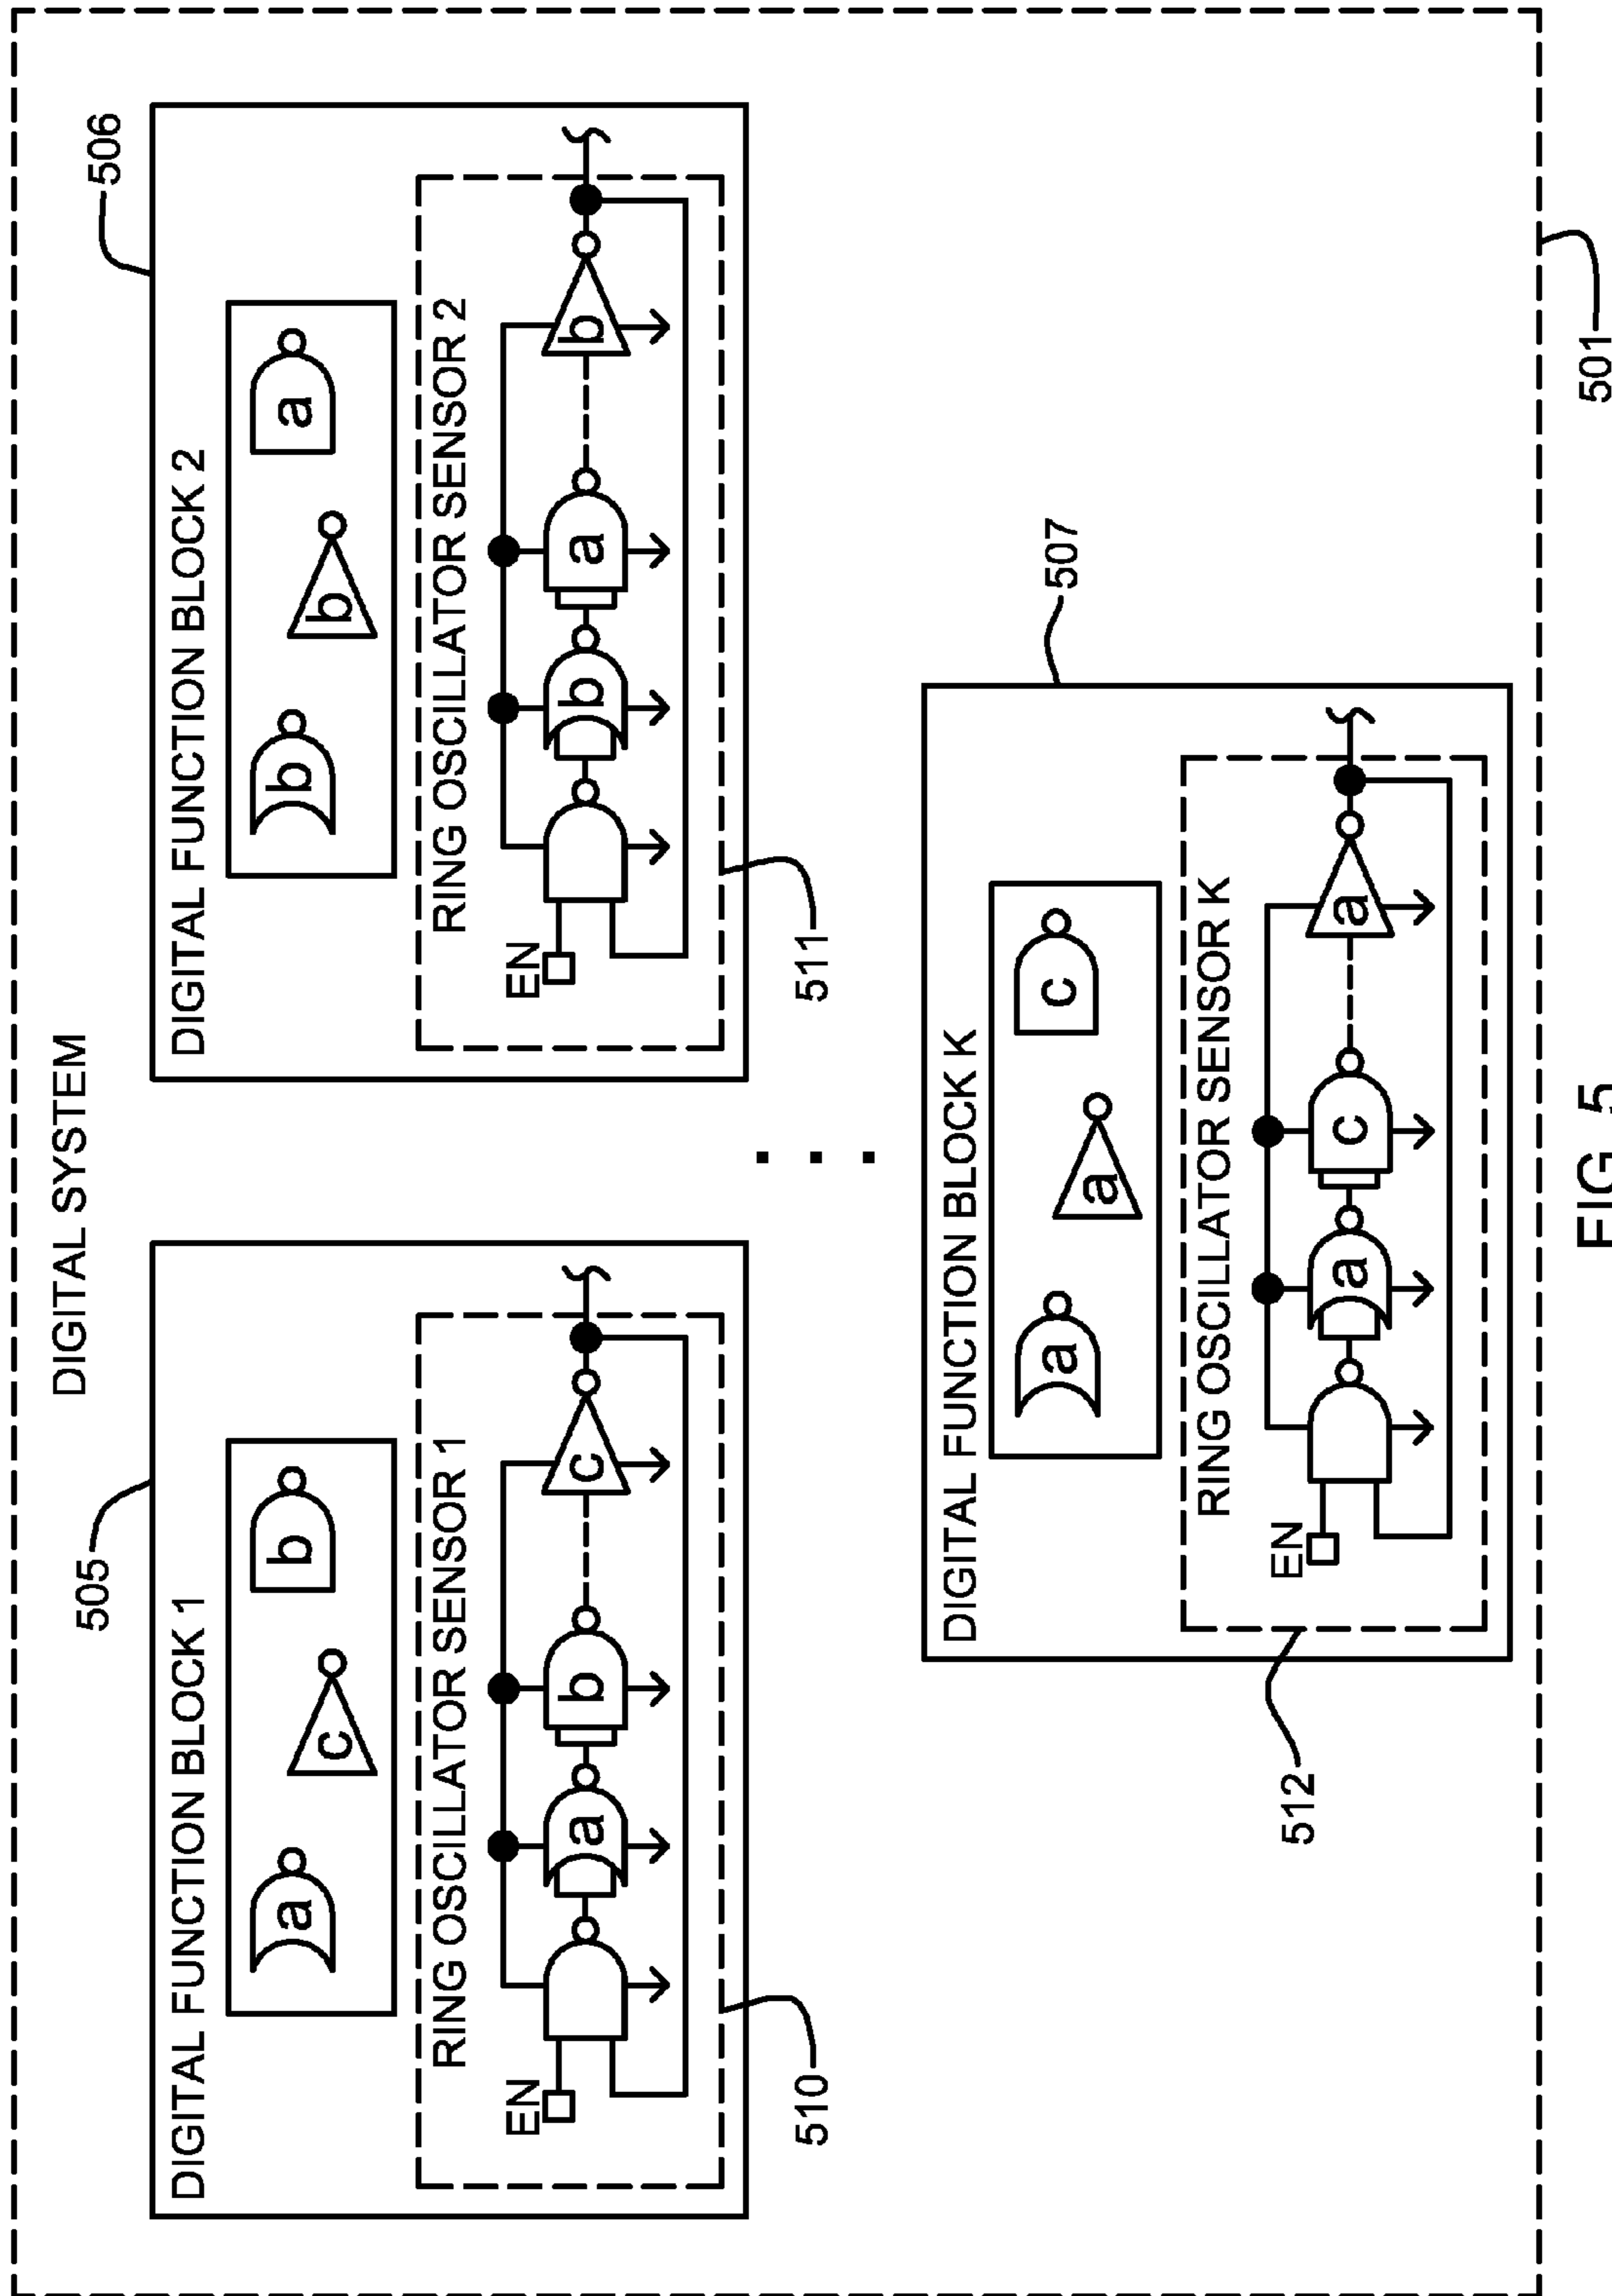 DIGITAL SYSTEM
505
DIGITAL FUNCTION BLOCK 1
a
c
b
RING OSCILLATOR SENSOR 1
EN
a
b
c
510
506
DIGITAL FUNCTION BLOCK 2
b
b
a
RING OSCILLATOR SENSOR 2
EN
b
a
b
511
507
DIGITAL FUNCTION BLOCK K
a
a
c
RING OSCILLATOR SENSOR K
EN
a
c
a
512
501
FIG. 5